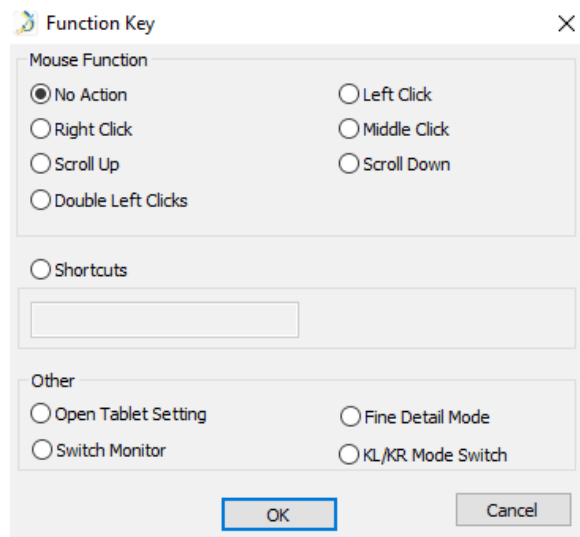 Function Key
Mouse Function
No Action
Left Click
Right Click
Middle Click
Scroll Up
Scroll Down
Double Left Clicks
Shortcuts
Other
Open Tablet Setting
Fine Detail Mode
Switch Monitor
KL/KR Mode Switch
OK
Cancel